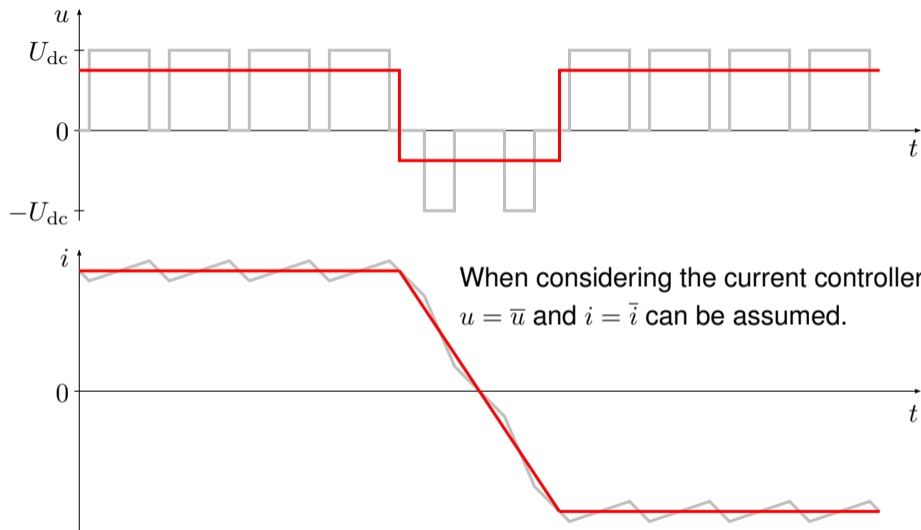 u
U_dc
0
t
−U_dc
i
When considering the current controller
u = u̅ and i = i̅ can be assumed.
0
t